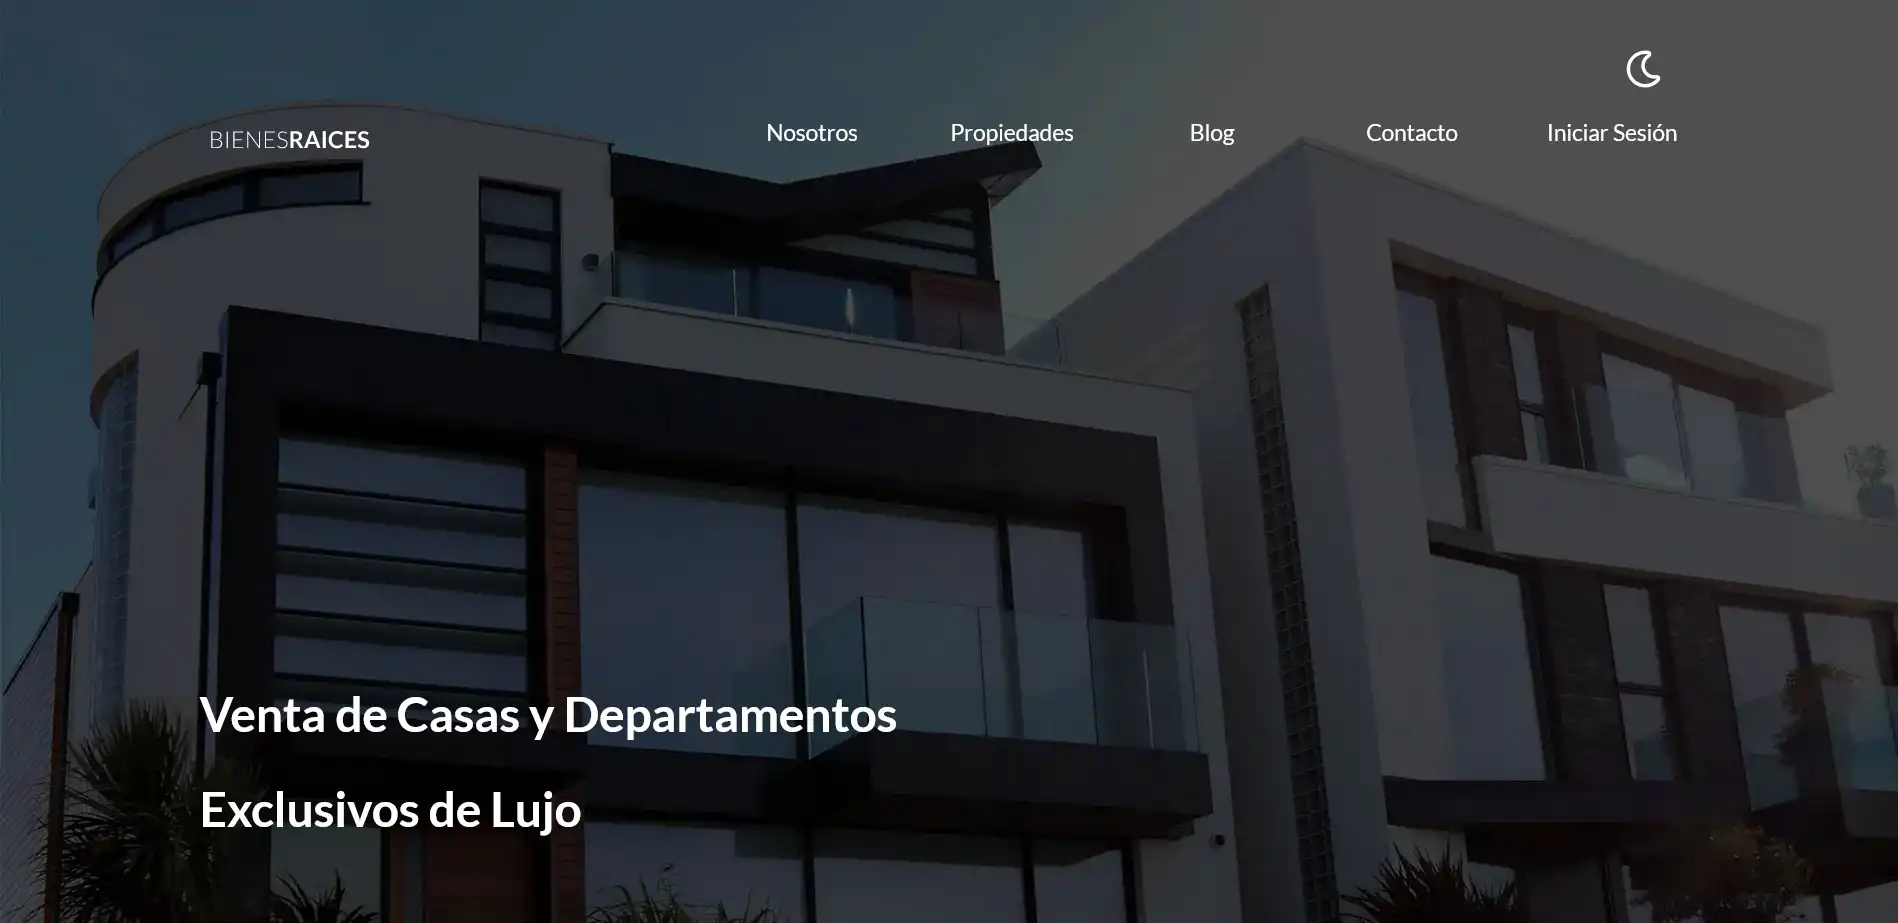 BIENESRAICES
Nosotros
Propiedades
Blog
Contacto
Iniciar Sesión
Venta de Casas y Departamentos
Exclusivos de Lujo